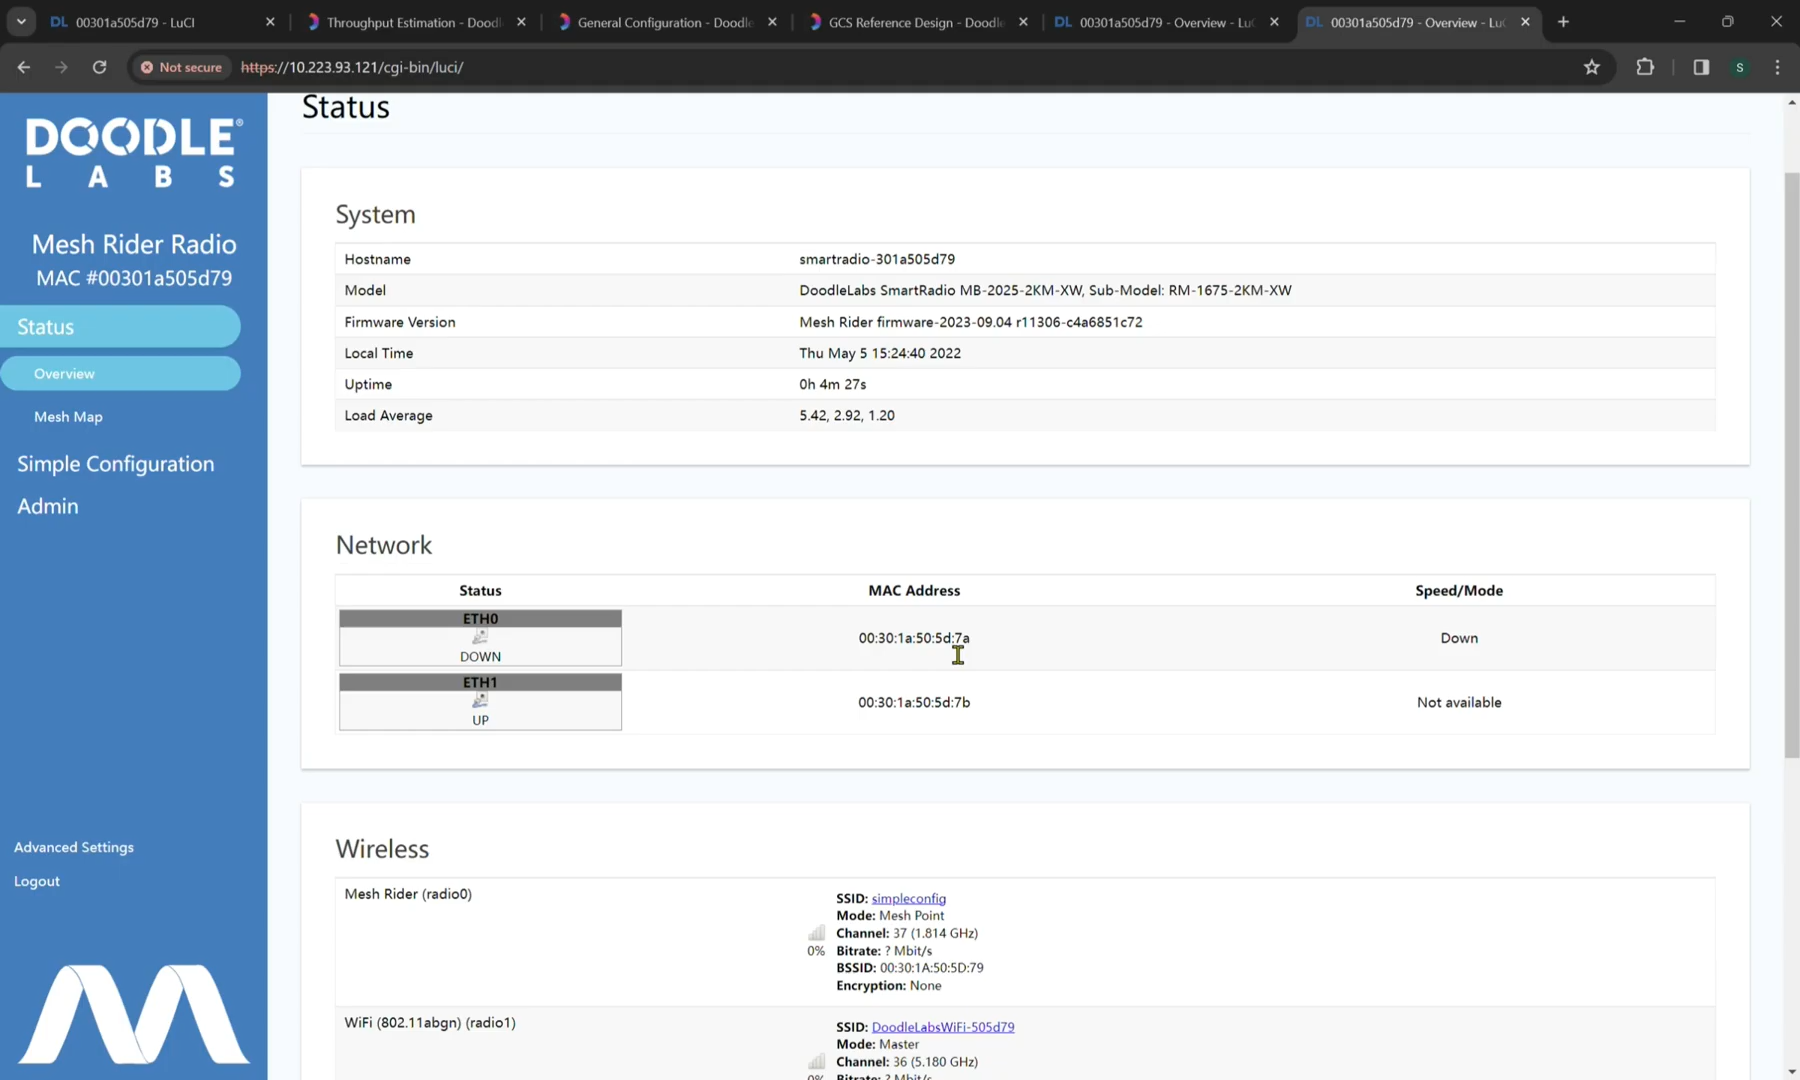 00301a505d79 - LuCI
Throughput Estimation - Doodl
General Configuration - Doodle
GCS Reference Design - Doodle
00301a505d79 - Overview - Lu
00301a505d79 - Overview - Lu
Not secure
https://10.223.93.121/cgi-bin/luci/
S
DOODLE®
LABS
Mesh Rider Radio
MAC #00301a505d79
Status
Overview
Mesh Map
Simple Configuration
Admin
Advanced Settings
Logout
Status
System
Hostname smartradio-301a505d79
Model DoodleLabs SmartRadio MB-2025-2KM-XW, Sub-Model: RM-1675-2KM-XW
Firmware Version Mesh Rider firmware-2023-09.04 r11306-c4a6851c72
Local Time Thu May 5 15:24:40 2022
Uptime 0h 4m 27s
Load Average 5.42, 2.92, 1.20
Network
Status MAC Address Speed/Mode
ETH0
DOWN 00:30:1a:50:5d:7a Down
ETH1
UP 00:30:1a:50:5d:7b Not available
Wireless
Mesh Rider (radio0)
0%
SSID: simpleconfig
Mode: Mesh Point
Channel: 37 (1.814 GHz)
Bitrate: ? Mbit/s
BSSID: 00:30:1A:50:5D:79
Encryption: None
WiFi (802.11abgn) (radio1)
0%
SSID: DoodleLabsWiFi-505d79
Mode: Master
Channel: 36 (5.180 GHz)
Bitrate: ? Mbit/s